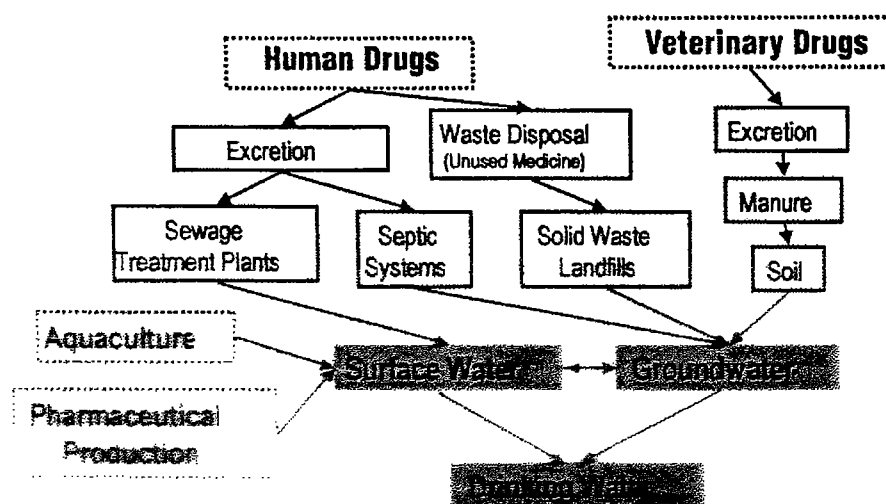 Human Drugs
Veterinary Drugs
Excretion
Waste Disposal
(Unused Medicine)
Excretion
Manure
Sewage
Treatment Plants
Septic
Systems
Solid Waste
Landfills
Soil
Aquaculture
Surface Water
Groundwater
Pharmaceutical
Production
Drinking Water